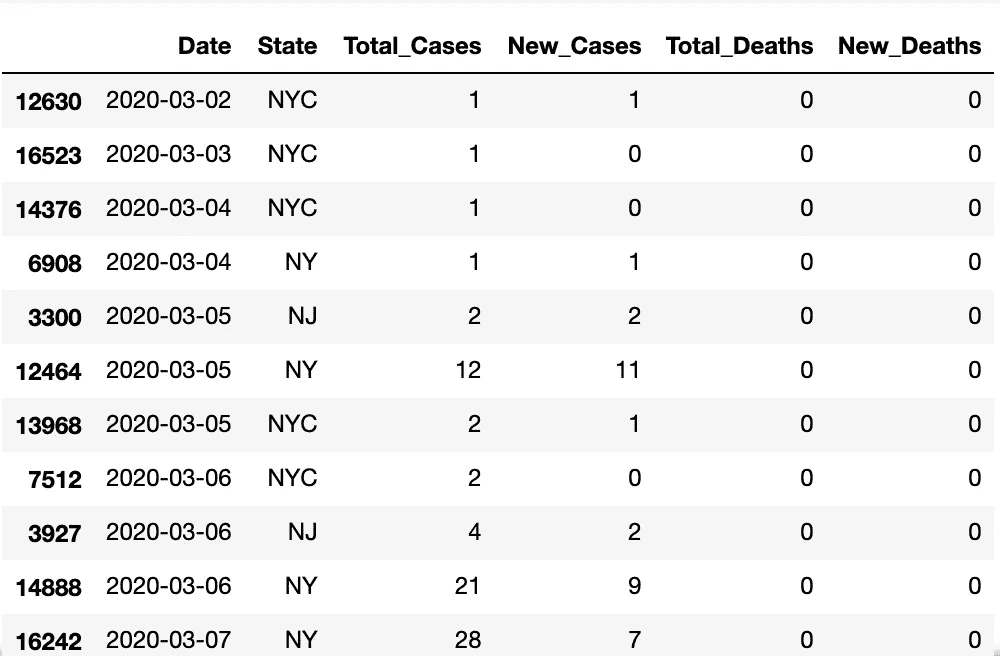 Date State Total_Cases New_Cases Total_Deaths New_Deaths
12630 2020-03-02 NYC 1 1 0 0
16523 2020-03-03 NYC 1 0 0 0
14376 2020-03-04 NYC 1 0 0 0
6908 2020-03-04 NY 1 1 0 0
3300 2020-03-05 NJ 2 2 0 0
12464 2020-03-05 NY 12 11 0 0
13968 2020-03-05 NYC 2 1 0 0
7512 2020-03-06 NYC 2 0 0 0
3927 2020-03-06 NJ 4 2 0 0
14888 2020-03-06 NY 21 9 0 0
16242 2020-03-07 NY 28 7 0 0